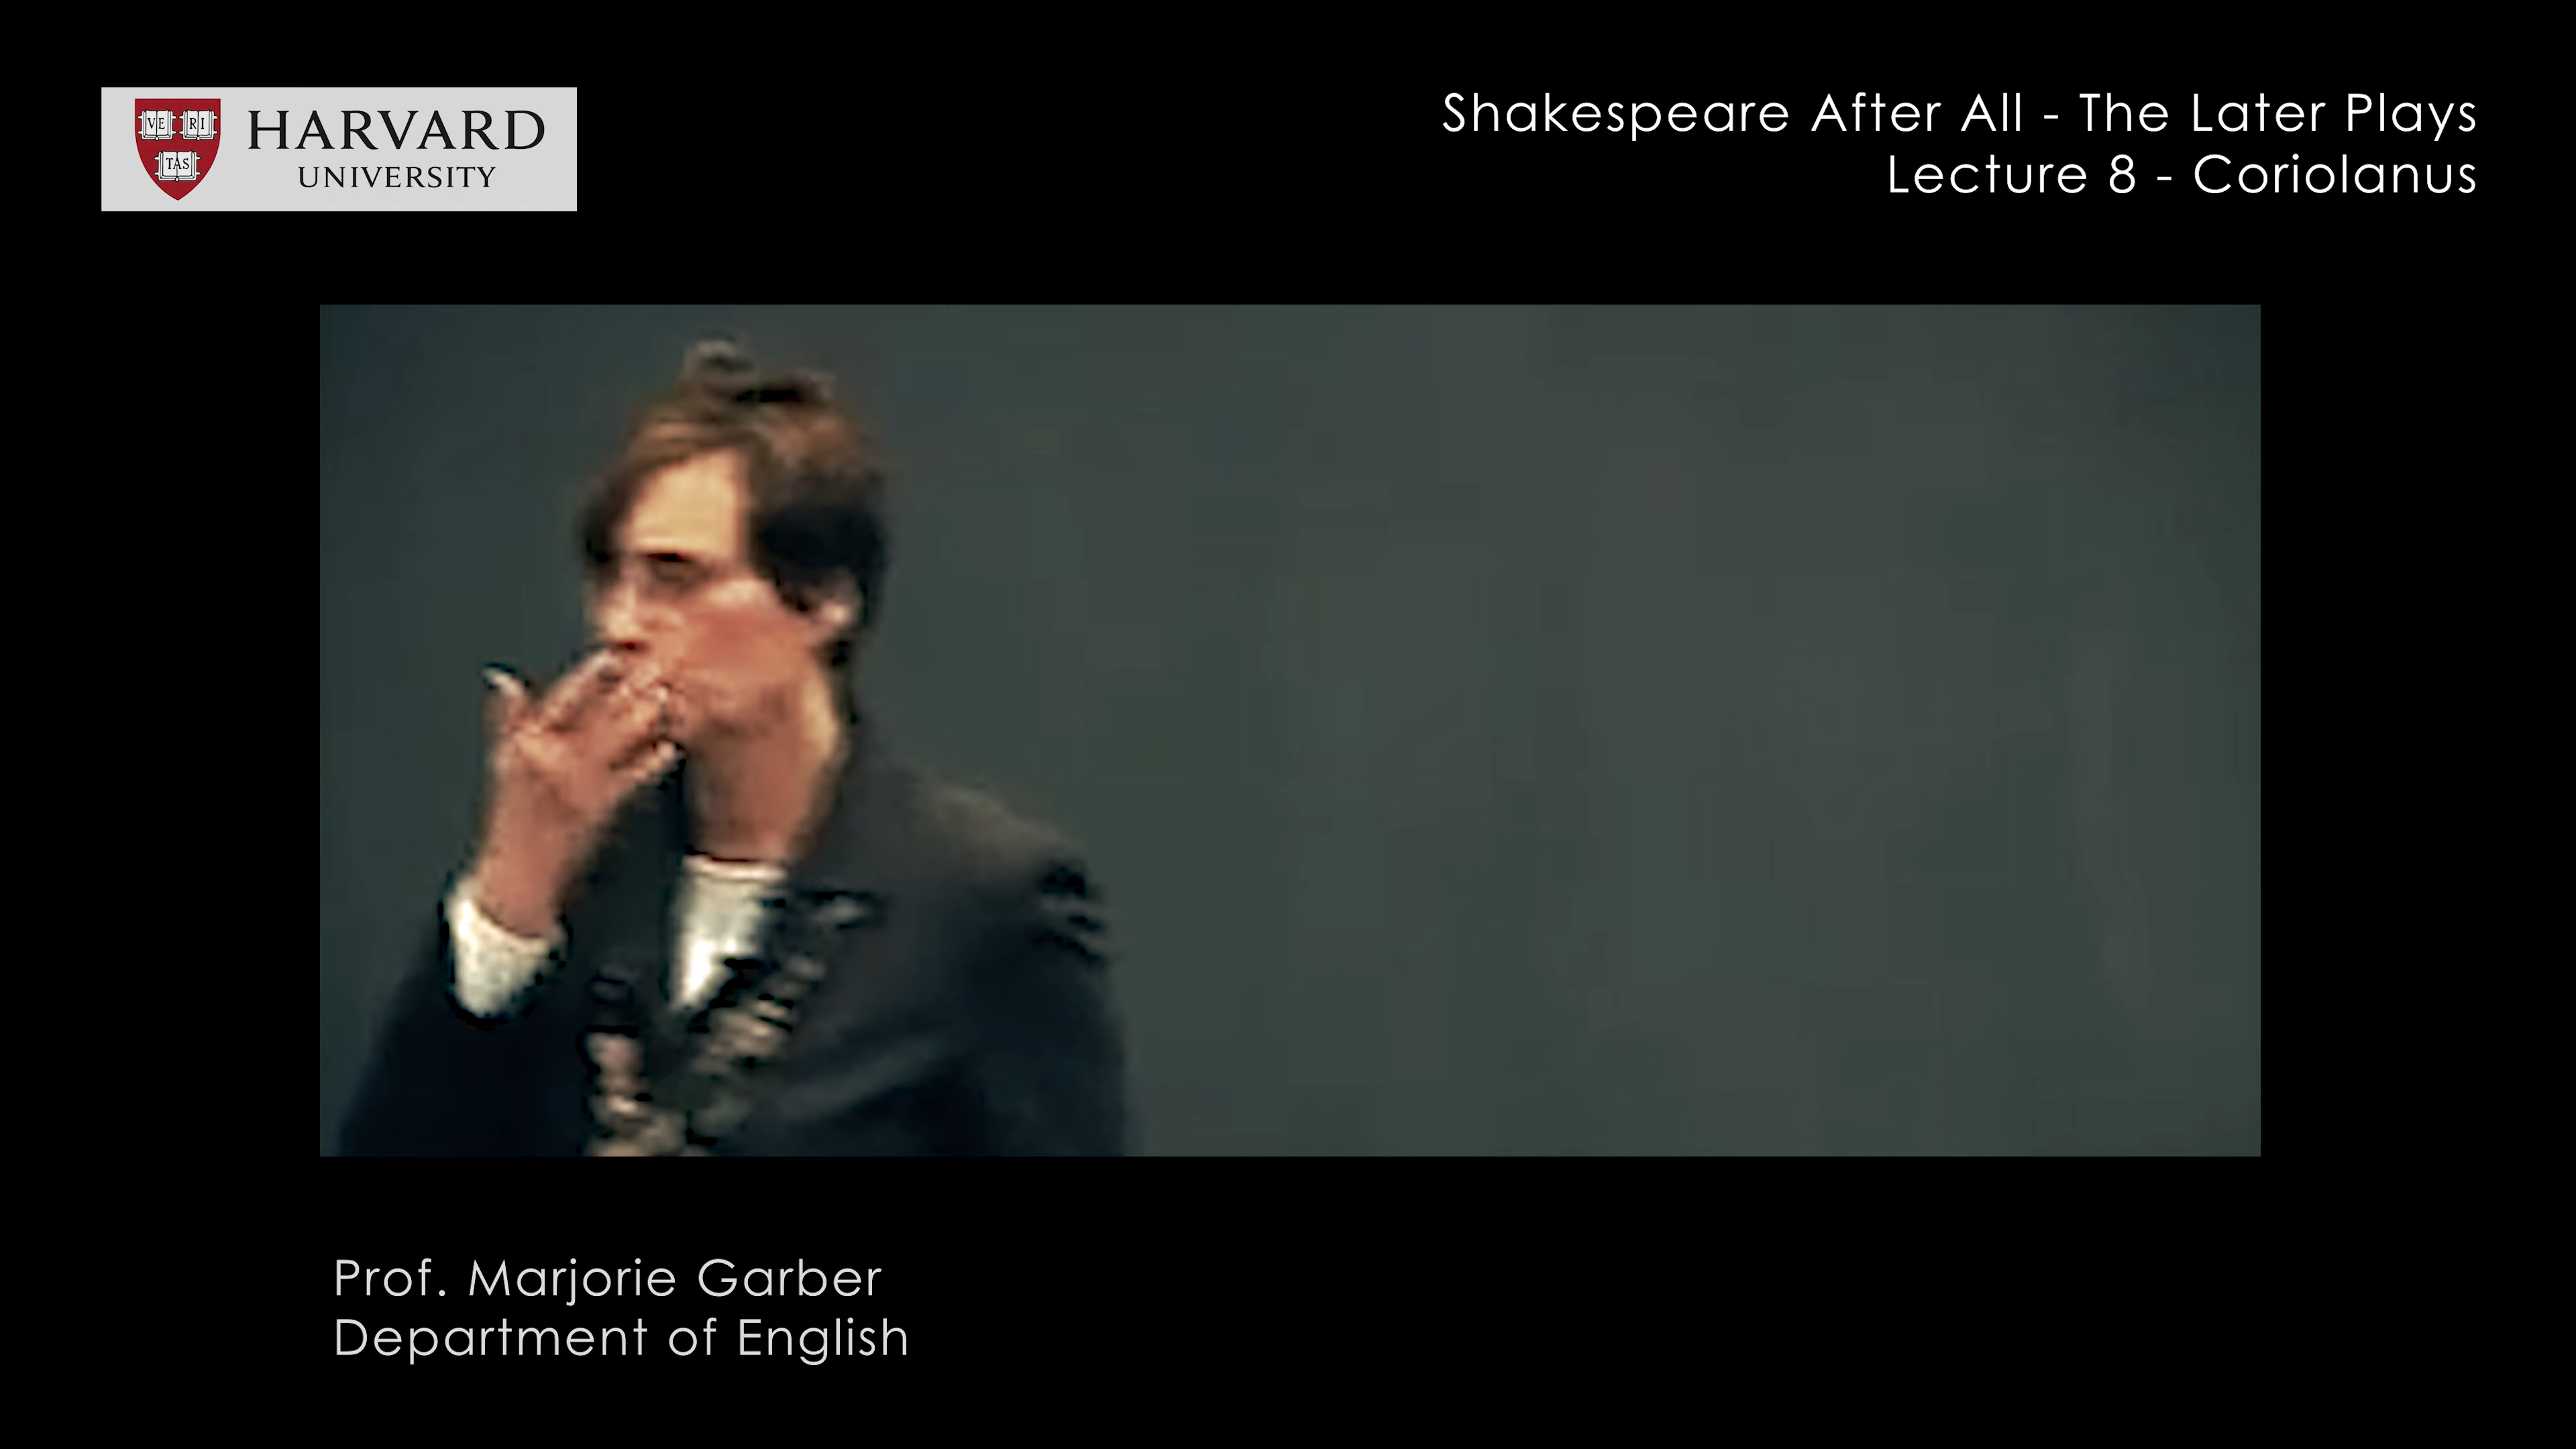 VE RI
TAS
HARVARD
UNIVERSITY
Shakespeare After All - The Later Plays
Lecture 8 - Coriolanus
Prof. Marjorie Garber
Department of English